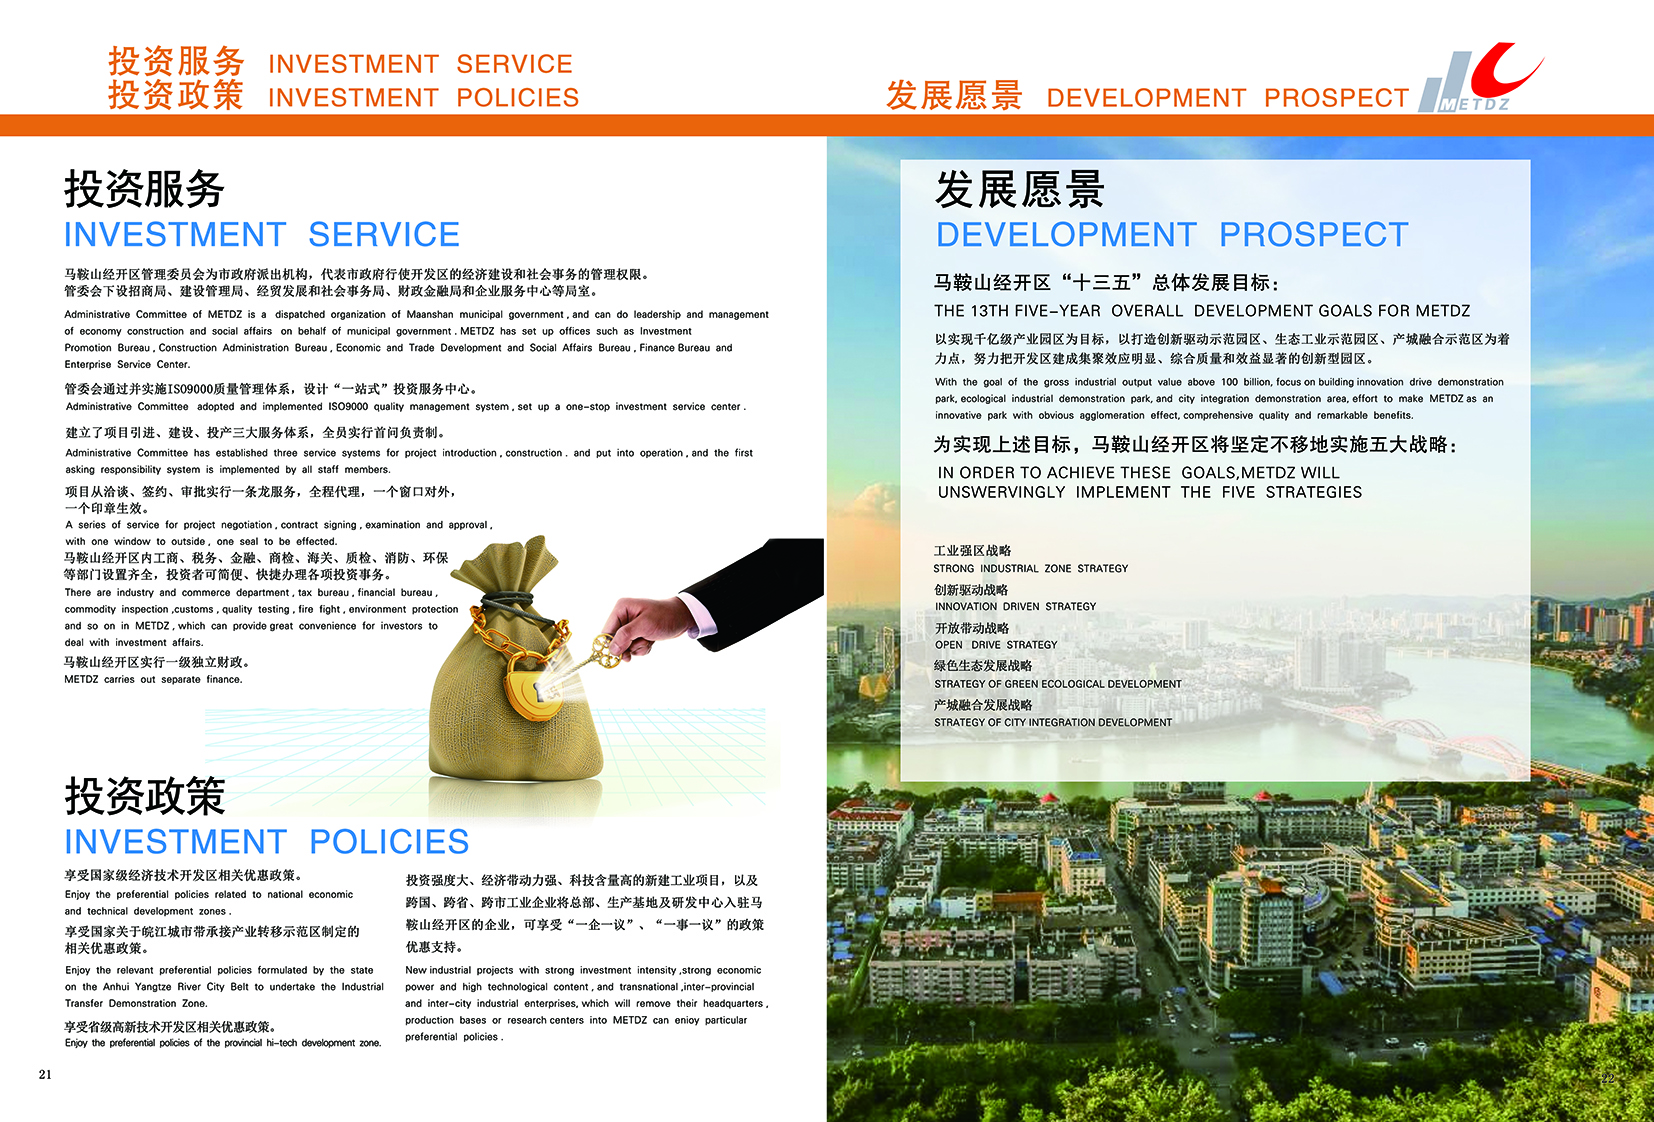 投资服务 INVESTMENT SERVICE
投资政策 INVESTMENT POLICIES
投资服务
INVESTMENT SERVICE
马鞍山经开区管理委员会为市政府派出机构，代表市政府行使开发区的经济建设和社会事务的管理权限。
管委会下设招商局、建设管理局、经贸发展和社会事务局、财政金融局和企业服务中心等局室。
Administrative Committee of METDZ is a dispatched organization of Maanshan municipal government , and can do leadership and management
of economy construction and social affairs on behalf of municipal government . METDZ has set up offices such as Investment
Promotion Bureau , Construction Administration Bureau , Economic and Trade Development and Social Affairs Bureau , Finance Bureau and
Enterprise Service Center.
管委会通过并实施ISO9000质量管理体系，设计“一站式”投资服务中心。
Administrative Committee adopted and implemented ISO9000 quality management system , set up a one-stop investment service center .
建立了项目引进、建设、投产三大服务体系，全员实行首问负责制。
Administrative Committee has established three service systems for project introduction , construction . and put into operation , and the first
asking responsibility system is implemented by all staff members.
项目从洽谈、签约、审批实行一条龙服务，全程代理，一个窗口对外，
一个印章生效。
A series of service for project negotiation , contract signing , examination and approval ,
with one window to outside , one seal to be effected.
马鞍山经开区内工商、税务、金融、商检、海关、质检、消防、环保
等部门设置齐全，投资者可简便、快捷办理各项投资事务。
There are industry and commerce department , tax bureau , financial bureau ,
commodity inspection ,customs , quality testing , fire fight , environment protection
and so on in METDZ , which can provide great convenience for investors to
deal with investment affairs.
马鞍山经开区实行一级独立财政。
METDZ carries out separate finance.
投资政策
INVESTMENT POLICIES
享受国家级经济技术开发区相关优惠政策。
Enjoy the preferential policies related to national economic
and technical development zones .
享受国家关于皖江城市带承接产业转移示范区制定的
相关优惠政策。
Enjoy the relevant preferential policies formulated by the state
on the Anhui Yangtze River City Belt to undertake the Industrial
Transfer Demonstration Zone.
享受省级高新技术开发区相关优惠政策。
Enjoy the preferential policies of the provincial hi-tech development zone.
投资强度大、经济带动力强、科技含量高的新建工业项目，以及
跨国、跨省、跨市工业企业将总部、生产基地及研发中心入驻马
鞍山经开区的企业，可享受“一企一议”、“一事一议”的政策
优惠支持。
New industrial projects with strong investment intensity ,strong economic
power and high technological content , and transnational ,inter-provincial
and inter-city industrial enterprises, which will remove their headquarters ,
production bases or research centers into METDZ can enioy particular
preferential policies .
21
发展愿景 DEVELOPMENT PROSPECT
METDZ
发展愿景
DEVELOPMENT PROSPECT
马鞍山经开区“十三五”总体发展目标：
THE 13TH FIVE-YEAR OVERALL DEVELOPMENT GOALS FOR METDZ
以实现千亿级产业园区为目标，以打造创新驱动示范园区、生态工业示范园区、产城融合示范区为着
力点，努力把开发区建成集聚效应明显、综合质量和效益显著的创新型园区。
With the goal of the gross industrial output value above 100 billion, focus on building innovation drive demonstration
park, ecological industrial demonstration park, and city integration demonstration area, effort to make METDZ as an
innovative park with obvious agglomeration effect, comprehensive quality and remarkable benefits.
为实现上述目标，马鞍山经开区将坚定不移地实施五大战略：
IN ORDER TO ACHIEVE THESE GOALS,METDZ WILL
UNSWERVINGLY IMPLEMENT THE FIVE STRATEGIES
工业强区战略
STRONG INDUSTRIAL ZONE STRATEGY
创新驱动战略
INNOVATION DRIVEN STRATEGY
开放带动战略
OPEN DRIVE STRATEGY
绿色生态发展战略
STRATEGY OF GREEN ECOLOGICAL DEVELOPMENT
产城融合发展战略
STRATEGY OF CITY INTEGRATION DEVELOPMENT
22